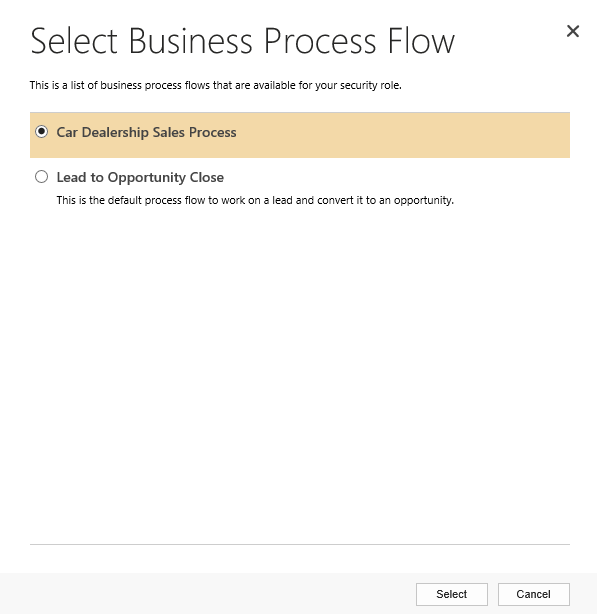 Select Business Process Flow
This is a list of business process flows that are available for your security role.
Car Dealership Sales Process
Lead to Opportunity Close
This is the default process flow to work on a lead and convert it to an opportunity.
Select
Cancel